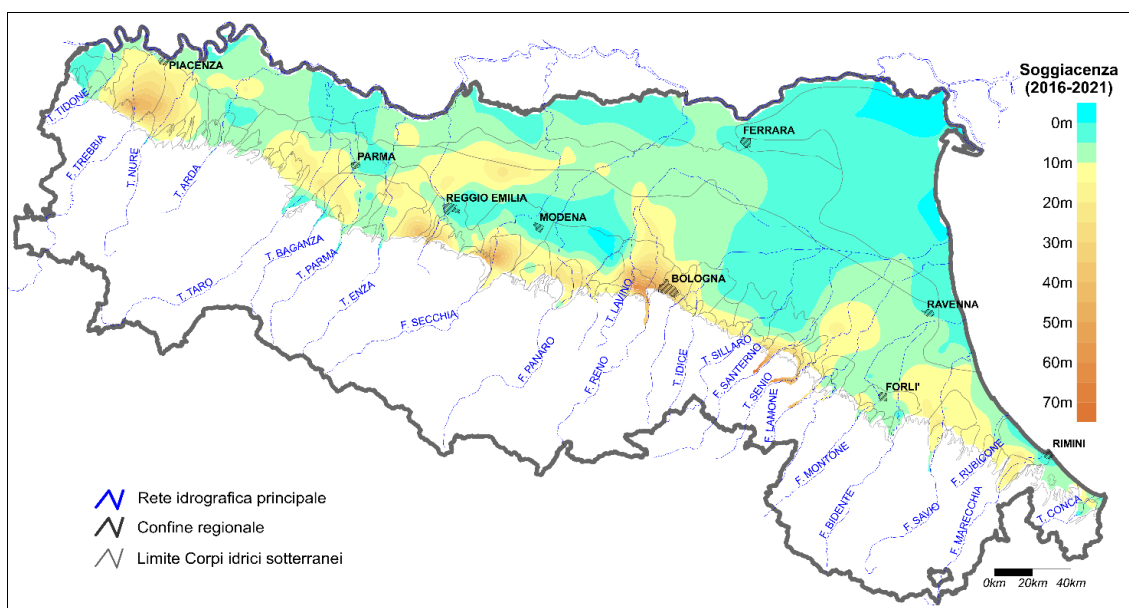 Soggiacenza
(2016-2021)
0m
10m
20m
30m
40m
50m
60m
70m
PIACENZA
PARMA
REGGIO EMILIA
MODENA
BOLOGNA
FERRARA
RAVENNA
FORLI'
RIMINI
T. TIDONE
F. TREBBIA
T. NURE
T. ARDA
T. TARO
T. BAGANZA
T. PARMA
T. ENZA
F. SECCHIA
F. PANARO
T. LAVINO
F. RENO
T. IDICE
T. SILLARO
F. SANTERNO
T. SENIO
F. LAMONE
F. MONTONE
F. BIDENTE
F. SAVIO
F. RUBICONE
F. MARECCHIA
T. CONCA
Rete idrografica principale
Confine regionale
Limite Corpi idrici sotterranei
0km 20km 40km